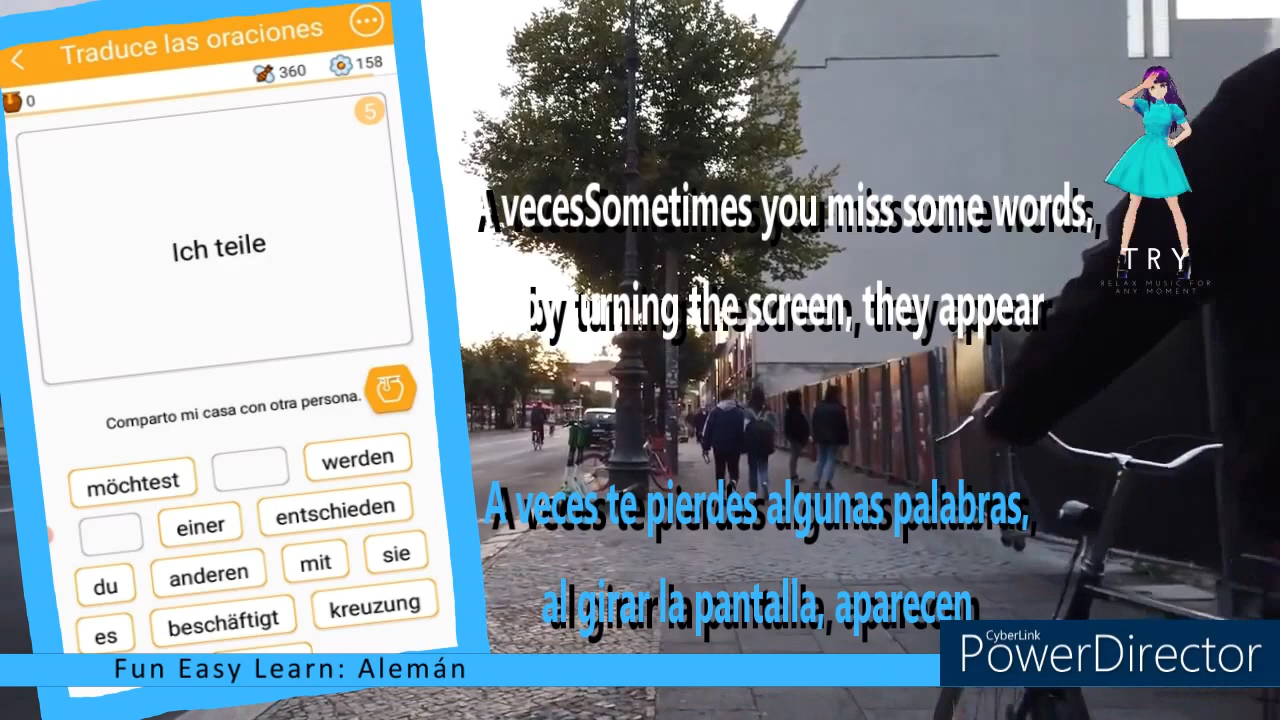 Traduce las oraciones
360
158
0
5
Ich teile
Comparto mi casa con otra persona.
möchtest
werden
einer
entschieden
du
anderen
mit
sie
es
beschäftigt
kreuzung
A vecesSometimes you miss some words,
by turning the screen, they appear
A veces te pierdes algunas palabras,
al girar la pantalla, aparecen
TRY
RELAX MUSIC FOR
ANY MOMENT
Fun Easy Learn: Alemán
CyberLink
PowerDirector